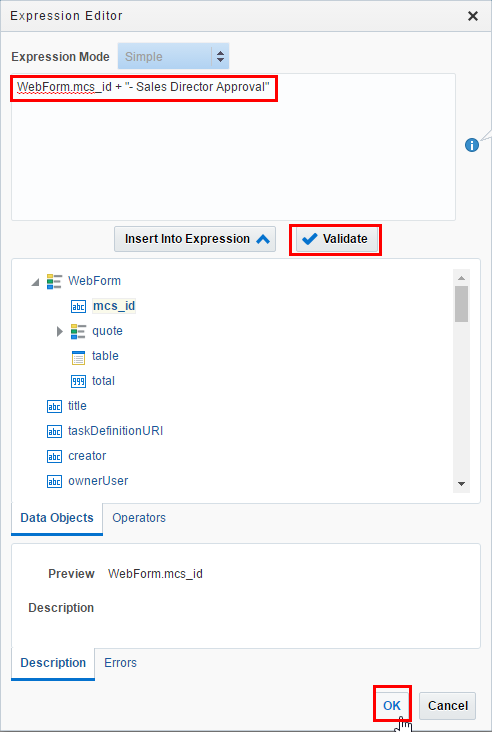 Expression Editor
Expression Mode Simple
WebForm.mcs_id + "- Sales Director Approval"
Insert Into Expression Validate
WebForm
abc mcs_id
quote
table
999 total
abc title
abc taskDefinitionURI
abc creator
abc ownerUser
Data Objects Operators
Preview WebForm.mcs_id
Description
Description Errors
OK Cancel